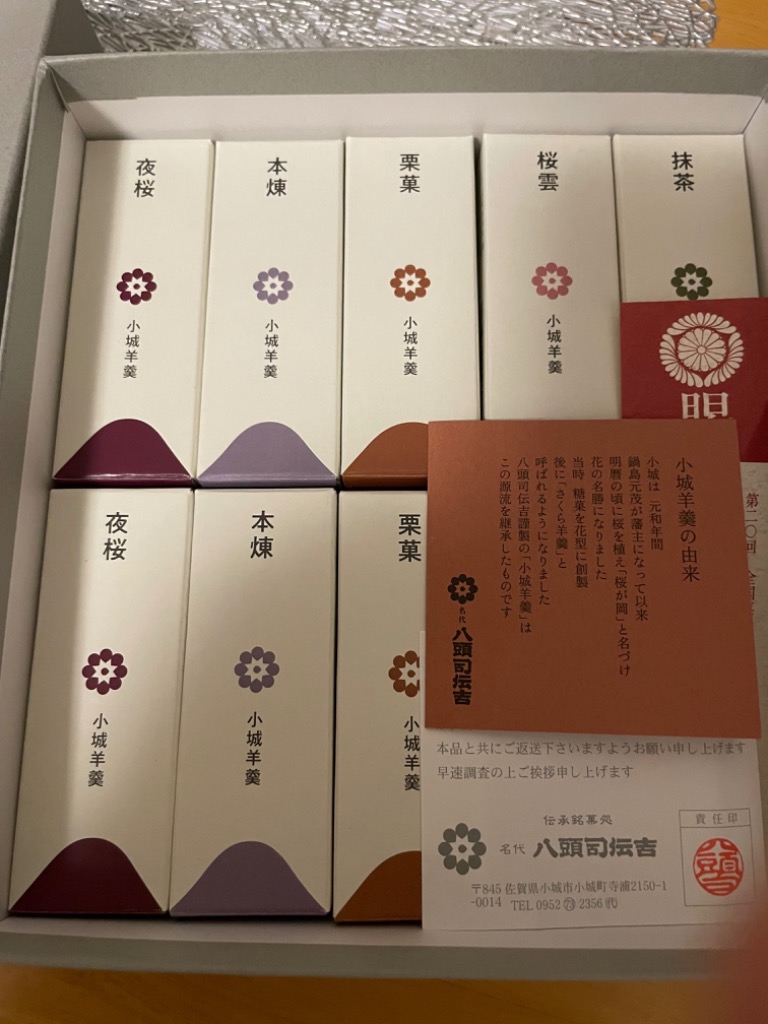 夜桜
小城羊羹
本煉
小城羊羹
栗菓
小城羊羹
桜雲
小城羊羹
抹茶
夜桜
小城羊羹
本煉
小城羊羹
栗菓
小城羊羹
第二〇回
小城羊羹の由来
小城は 元和年間
鍋島元茂が藩主になって以来
明暦の頃に桜を植え「桜が岡」と名づけ
花の名勝になりました
当時 糖菓を花型に創製
後に「さくら羊羹」と
呼ばれるようになりました
八頭司伝吉謹製の「小城羊羹」は
この源流を継承したものです
名代
八頭司伝吉
本品と共にご返送下さいますようお願い申し上げます
早速調査の上ご挨拶申し上げます
伝承銘菓処
名代 八頭司伝吉
〒845-0014 佐賀県小城市小城町寺浦2150-1
TEL 0952 73 2356 代
責任印